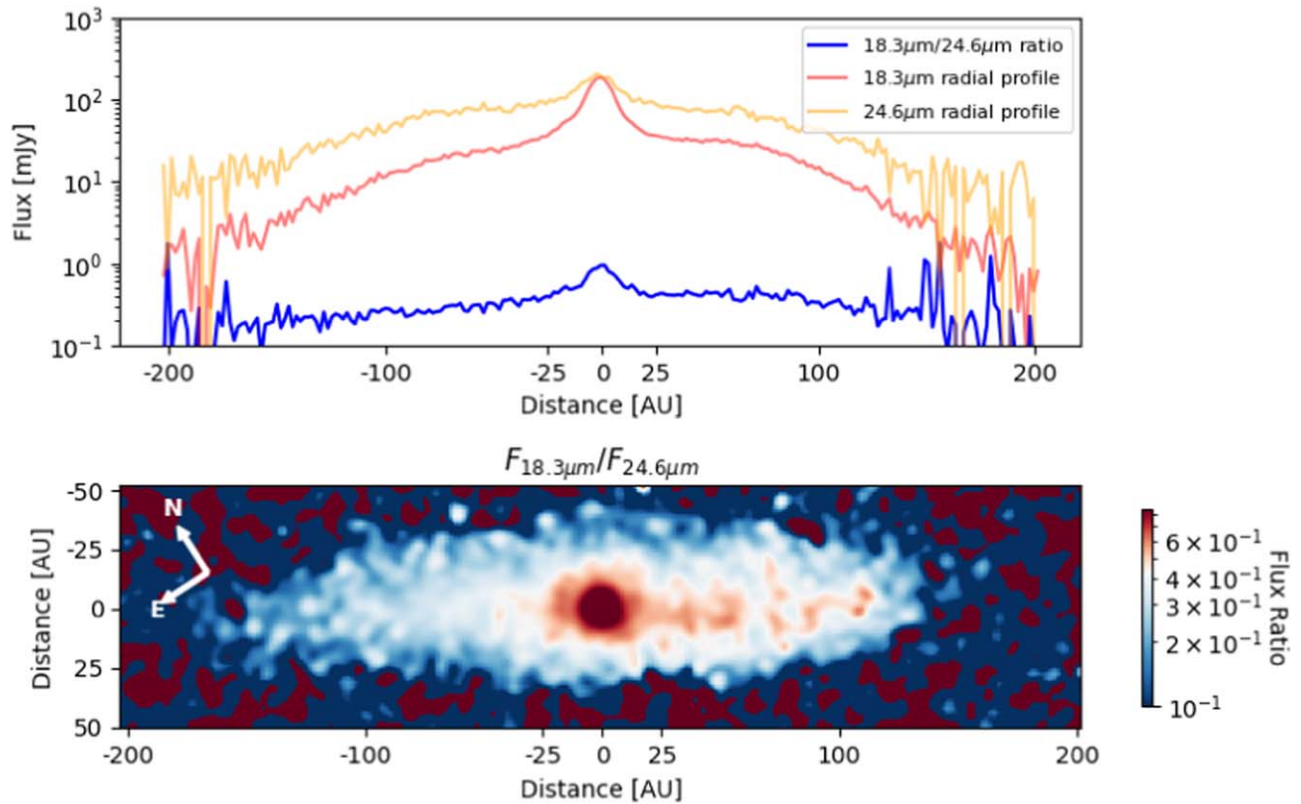 10³
10²
10¹
10⁰
10⁻¹
Flux [mJy]
18.3μm/24.6μm ratio
18.3μm radial profile
24.6μm radial profile
-200 -100 -25 0 25 100 200
Distance [AU]
F₁₈.₃μm/F₂₄.₆μm
-50
-25
0
25
50
Distance [AU]
N
E
-200 -100 -25 0 25 100 200
Distance [AU]
6 × 10⁻¹
4 × 10⁻¹
3 × 10⁻¹
2 × 10⁻¹
10⁻¹
Flux Ratio